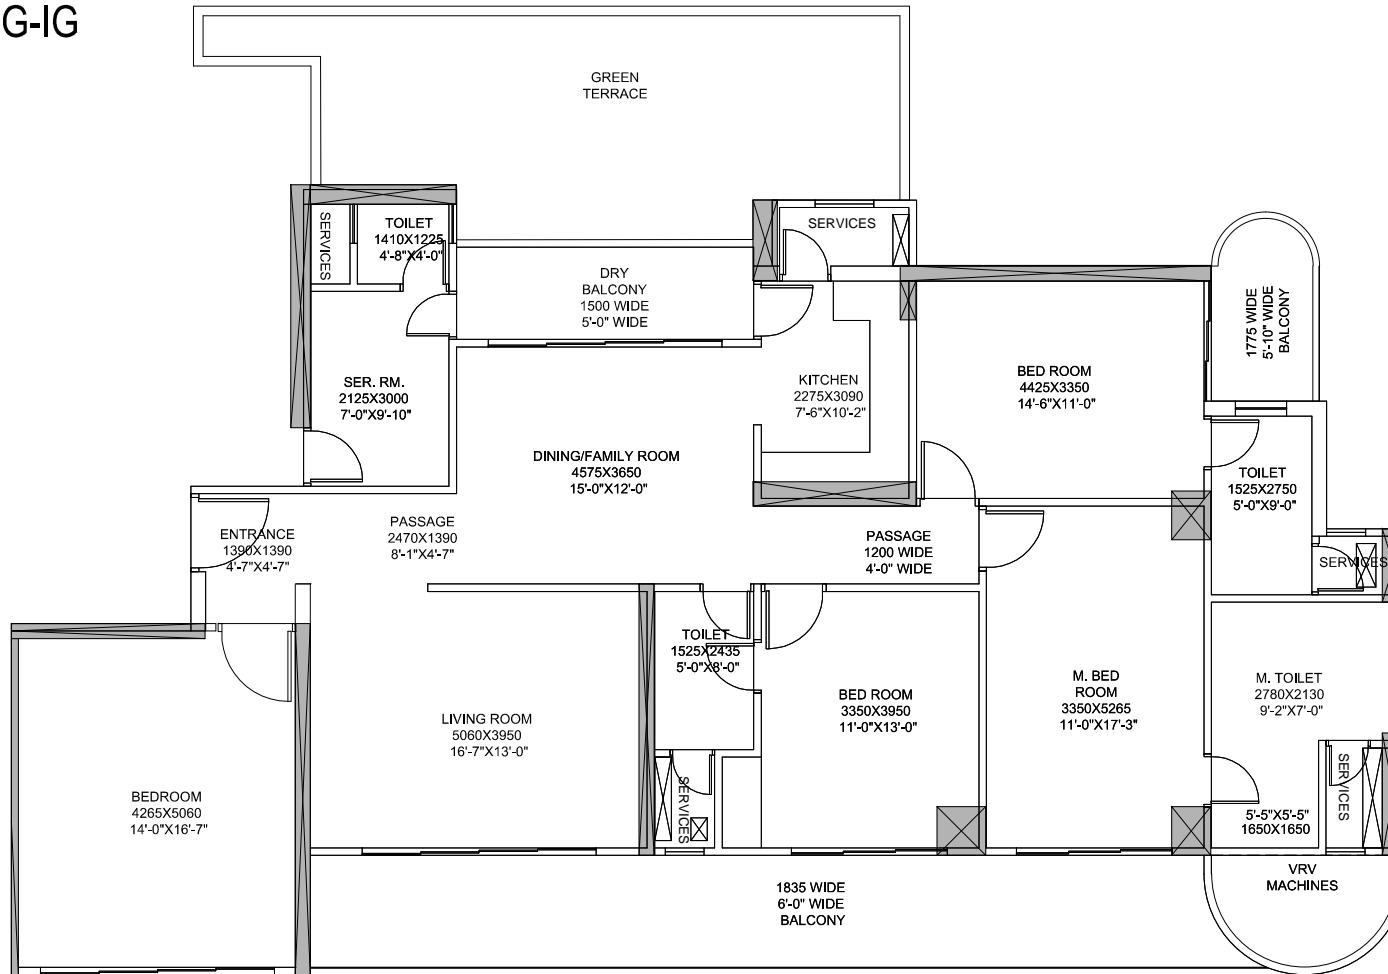 G-IG
GREEN
TERRACE
SERVICES
TOILET
1410X1225
4'-8"X4'-0"
SERVICES
DRY
BALCONY
1500 WIDE
5'-0" WIDE
1775 WIDE
5'-10" WIDE
BALCONY
SER. RM.
2125X3000
7'-0"X9'-10"
KITCHEN
2275X3090
7'-6"X10'-2"
BED ROOM
4425X3350
14'-6"X11'-0"
DINING/FAMILY ROOM
4575X3650
15'-0"X12'-0"
TOILET
1525X2750
5'-0"X9'-0"
ENTRANCE
1390X1390
4'-7"X4'-7"
PASSAGE
2470X1390
8'-1"X4'-7"
PASSAGE
1200 WIDE
4'-0" WIDE
SERVICES
TOILET
1525X2435
5'-0"X8'-0"
LIVING ROOM
5060X3950
16'-7"X13'-0"
BED ROOM
3350X3950
11'-0"X13'-0"
M. BED
ROOM
3350X5265
11'-0"X17'-3"
M. TOILET
2780X2130
9'-2"X7'-0"
BEDROOM
4265X5060
14'-0"X16'-7"
SERVICES
SERVICES
5'-5"X5'-5"
1650X1650
1835 WIDE
6'-0" WIDE
BALCONY
VRV
MACHINES